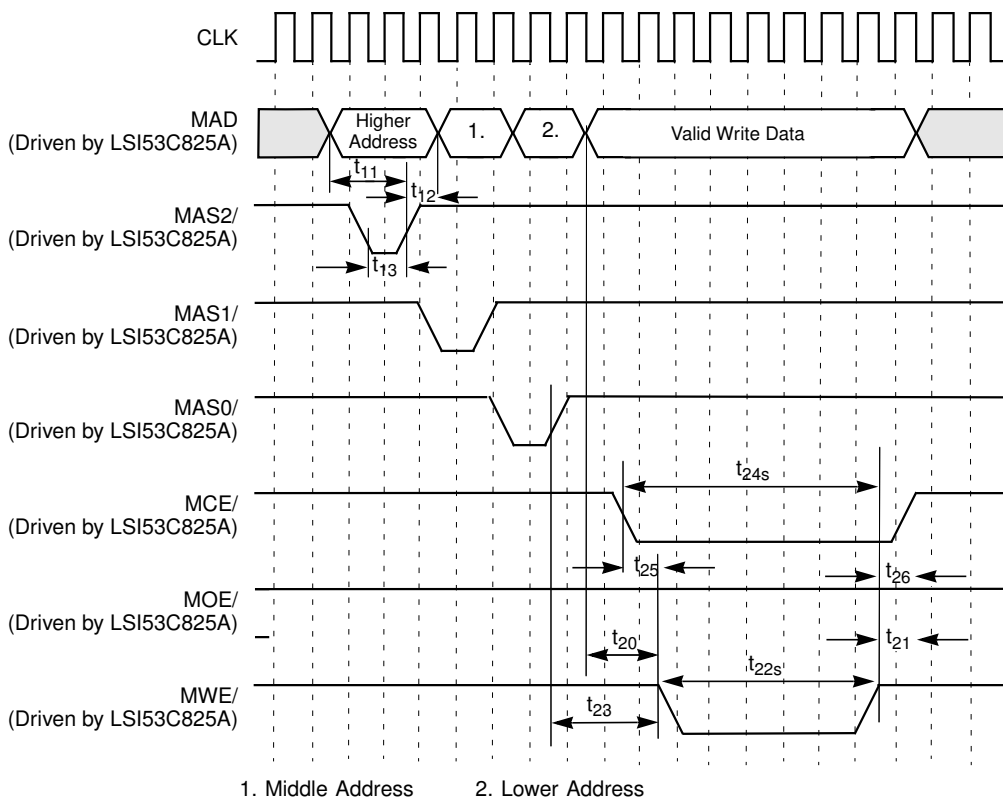 CLK
MAD
(Driven by LSI53C825A)
Higher
Address
1.
2.
Valid Write Data
t11
t12
MAS2/
(Driven by LSI53C825A)
t13
MAS1/
(Driven by LSI53C825A)
MAS0/
(Driven by LSI53C825A)
t24s
MCE/
(Driven by LSI53C825A)
t25
t26
MOE/
(Driven by LSI53C825A)
t20
t21
t22s
MWE/
(Driven by LSI53C825A)
t23
1. Middle Address 2. Lower Address